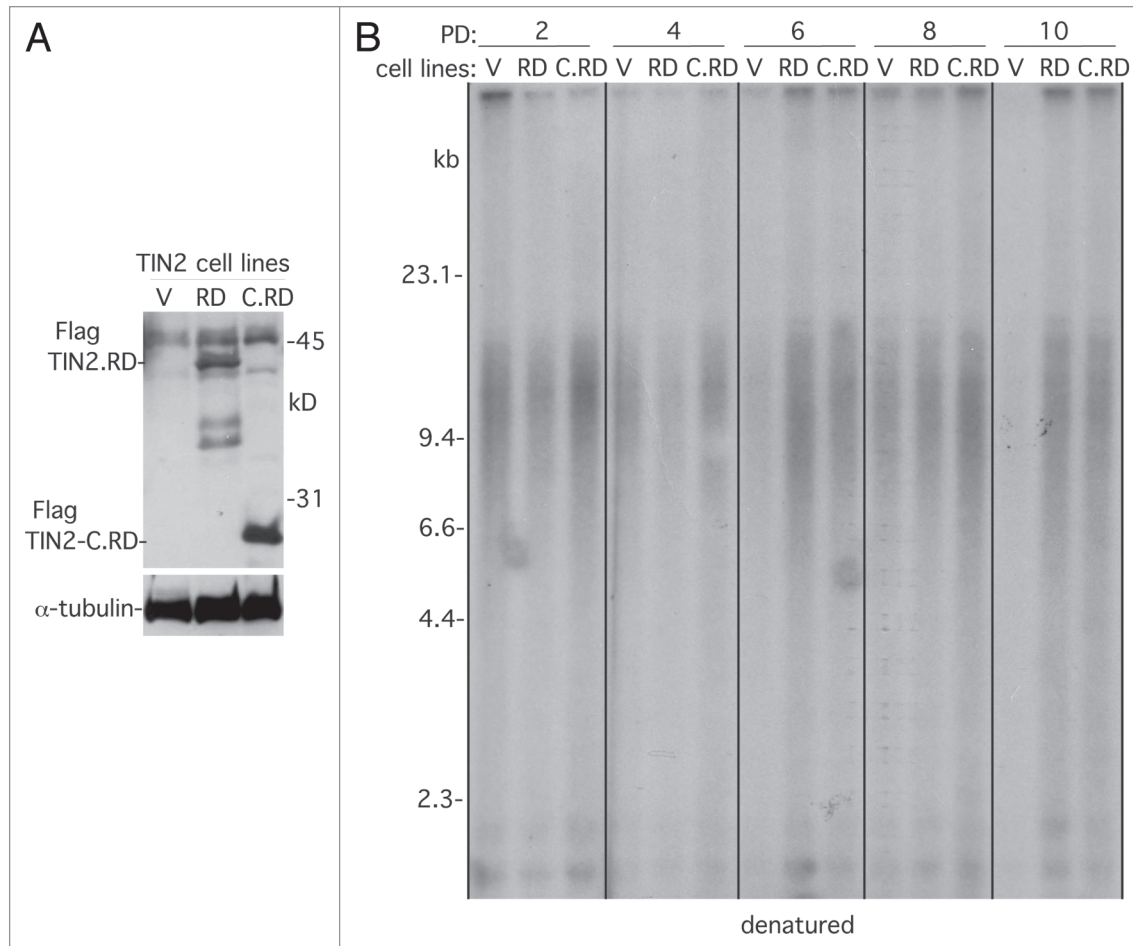 A
TIN2 cell lines
V RD C.RD
Flag
TIN2.RD-
-45
kD
-31
Flag
TIN2-C.RD-
α-tubulin-
B
PD: 2 4 6 8 10
cell lines: V RD C.RD V RD C.RD V RD C.RD V RD C.RD V RD C.RD
kb
23.1-
9.4-
6.6-
4.4-
2.3-
denatured